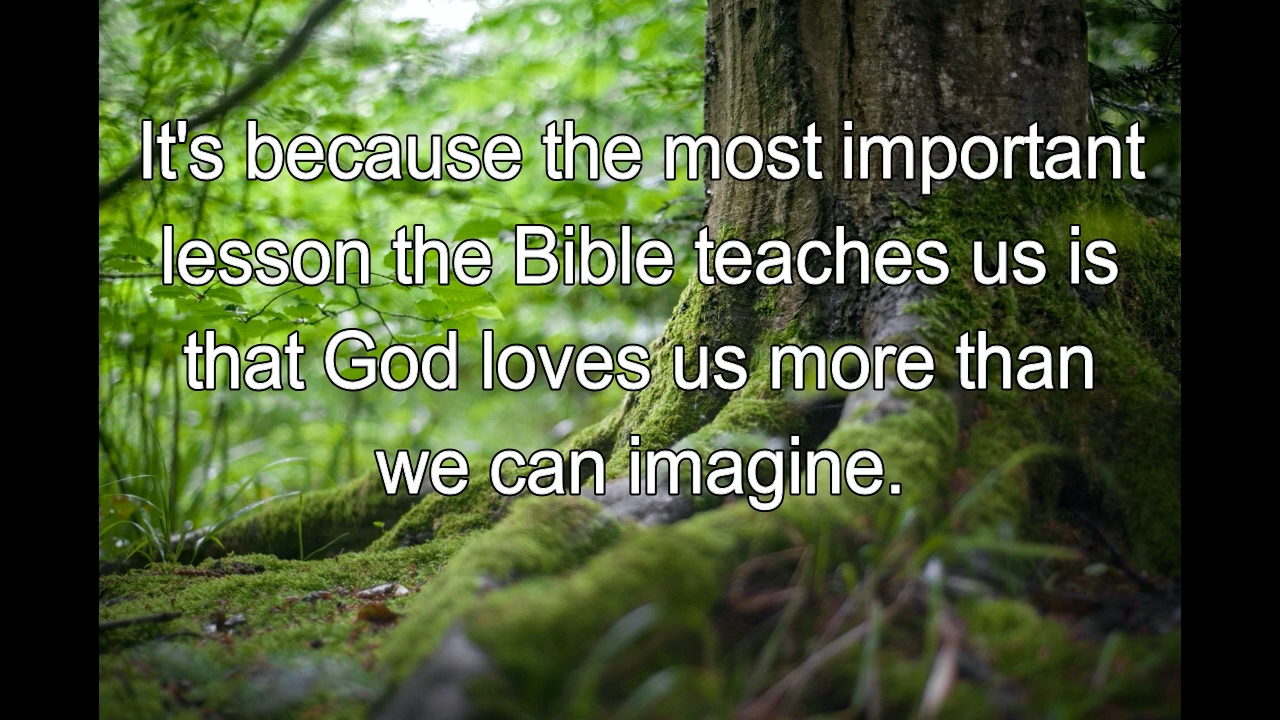 It's because the most important
lesson the Bible teaches us is
that God loves us more than
we can imagine.